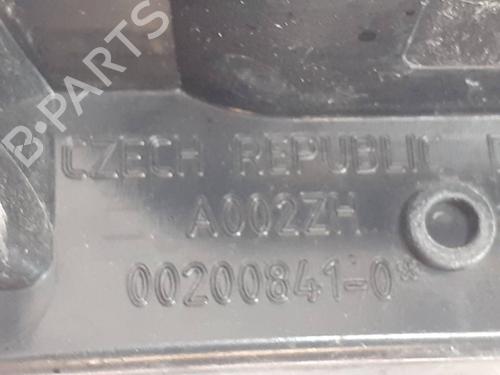 B·PARTS
CZECH REPUBLIC
A002ZH
00200841-0*